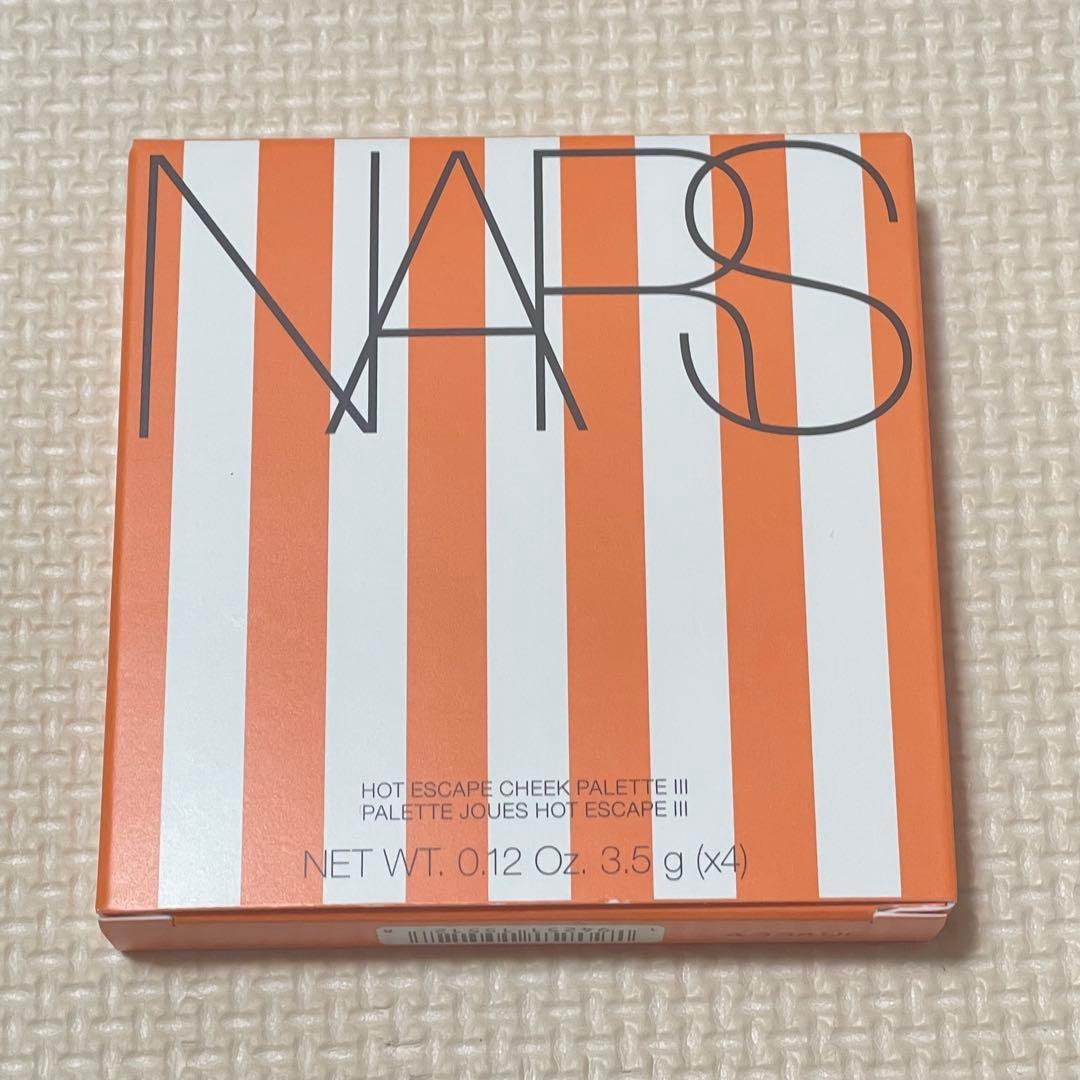 NARS
HOT ESCAPE CHEEK PALETTE III
PALETTE JOUES HOT ESCAPE III
NET WT. 0.12 Oz. 3.5 g (x4)